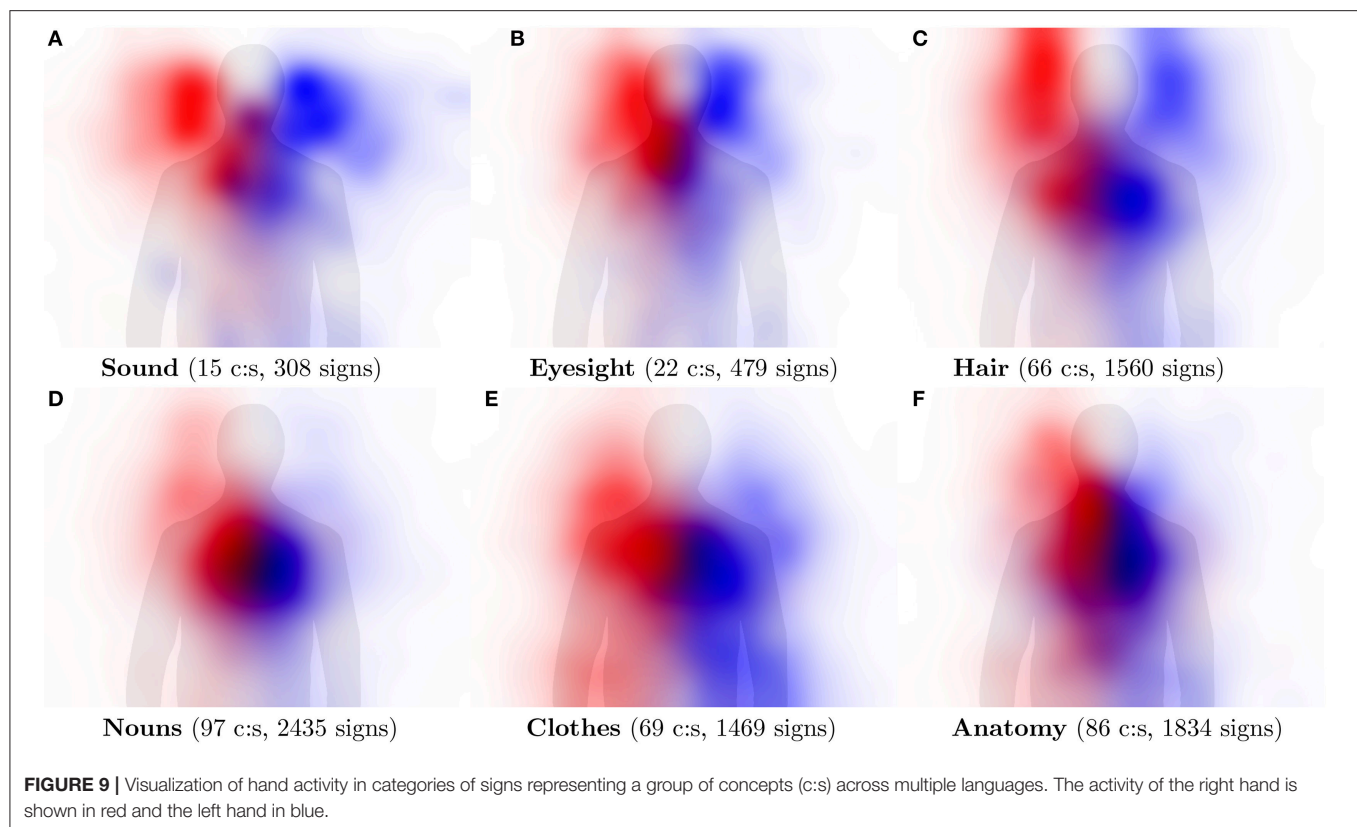 A
B
C
Sound (15 c:s, 308 signs)
Eyesight (22 c:s, 479 signs)
Hair (66 c:s, 1560 signs)
D
E
F
Nouns (97 c:s, 2435 signs)
Clothes (69 c:s, 1469 signs)
Anatomy (86 c:s, 1834 signs)
FIGURE 9 | Visualization of hand activity in categories of signs representing a group of concepts (c:s) across multiple languages. The activity of the right hand is
shown in red and the left hand in blue.